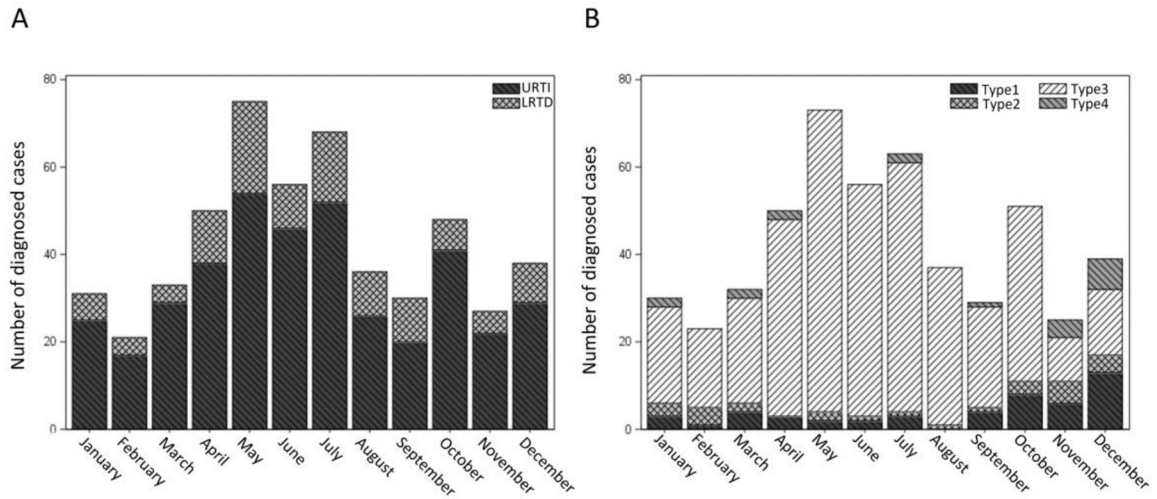 A
Number of diagnosed cases
80
60
40
20
0
URTI
LRTD
January
February
March
April
May
June
July
August
September
October
November
December
B
Number of diagnosed cases
80
60
40
20
0
Type1 Type3
Type2 Type4
January
February
March
April
May
June
July
August
September
October
November
December